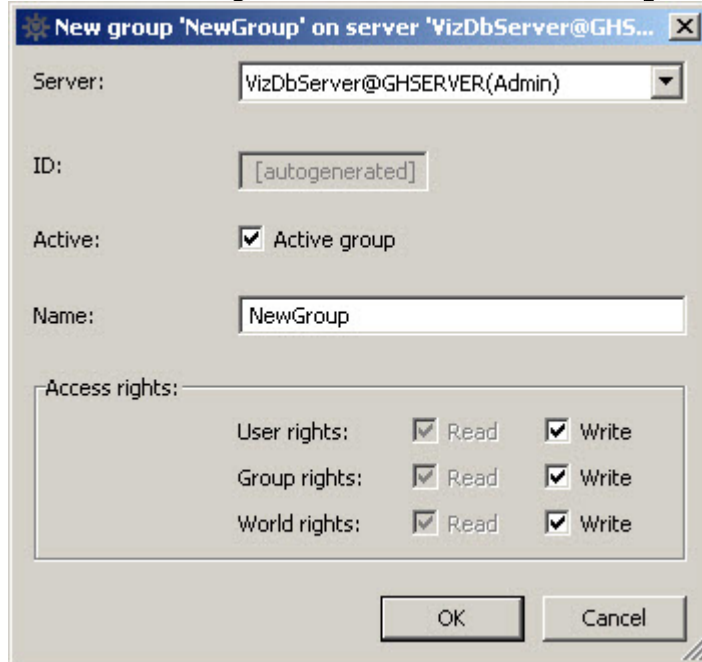 New group 'NewGroup' on server 'VizDbServer@GHS...
Server: VizDbServer@GHSERVER(Admin)
ID: [autogenerated]
Active: Active group
Name: NewGroup
Access rights:
User rights: Read Write
Group rights: Read Write
World rights: Read Write
OK Cancel